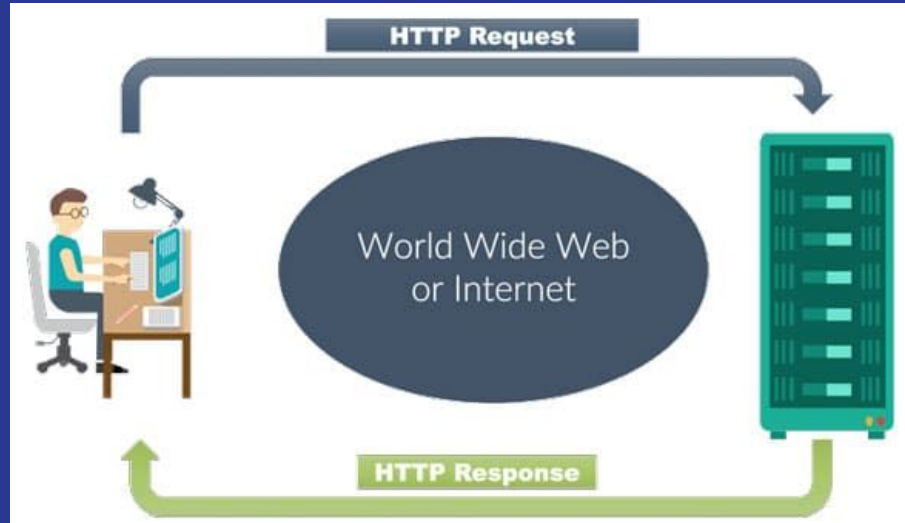 HTTP Request
World Wide Web
or Internet
HTTP Response